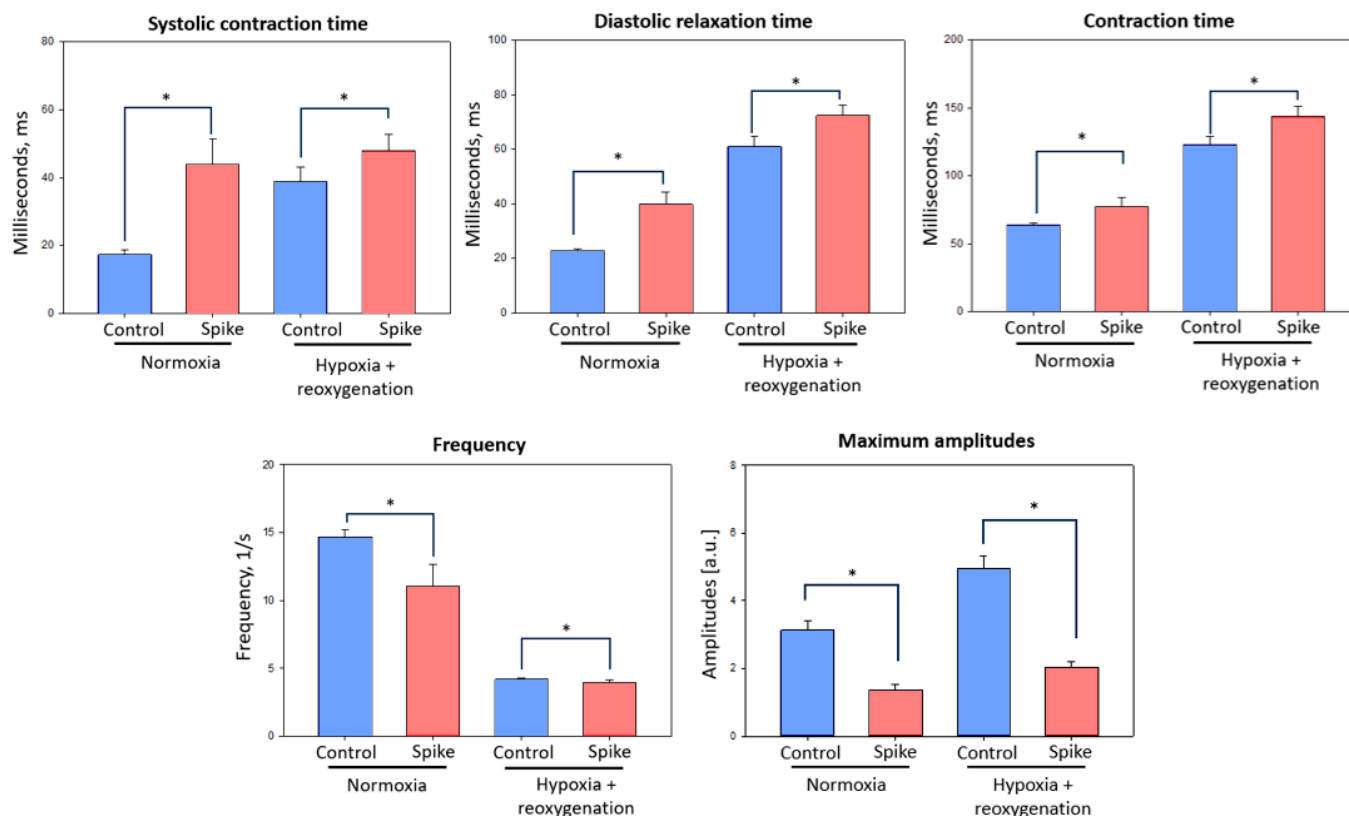 Systolic contraction time
80
60
40
20
0
Milliseconds, ms
*
*
Control Spike Control Spike
Normoxia
Hypoxia +
reoxygenation
Diastolic relaxation time
100
80
60
40
20
0
Milliseconds, ms
*
*
Control Spike Control Spike
Normoxia
Hypoxia +
reoxygenation
Contraction time
200
150
100
50
0
Milliseconds, ms
*
*
Control Spike Control Spike
Normoxia
Hypoxia +
reoxygenation
Frequency
20
15
10
5
0
Frequency, 1/s
*
*
Control Spike Control Spike
Normoxia
Hypoxia +
reoxygenation
Maximum amplitudes
8
6
4
2
0
Amplitudes [a.u.]
*
*
Control Spike Control Spike
Normoxia
Hypoxia +
reoxygenation